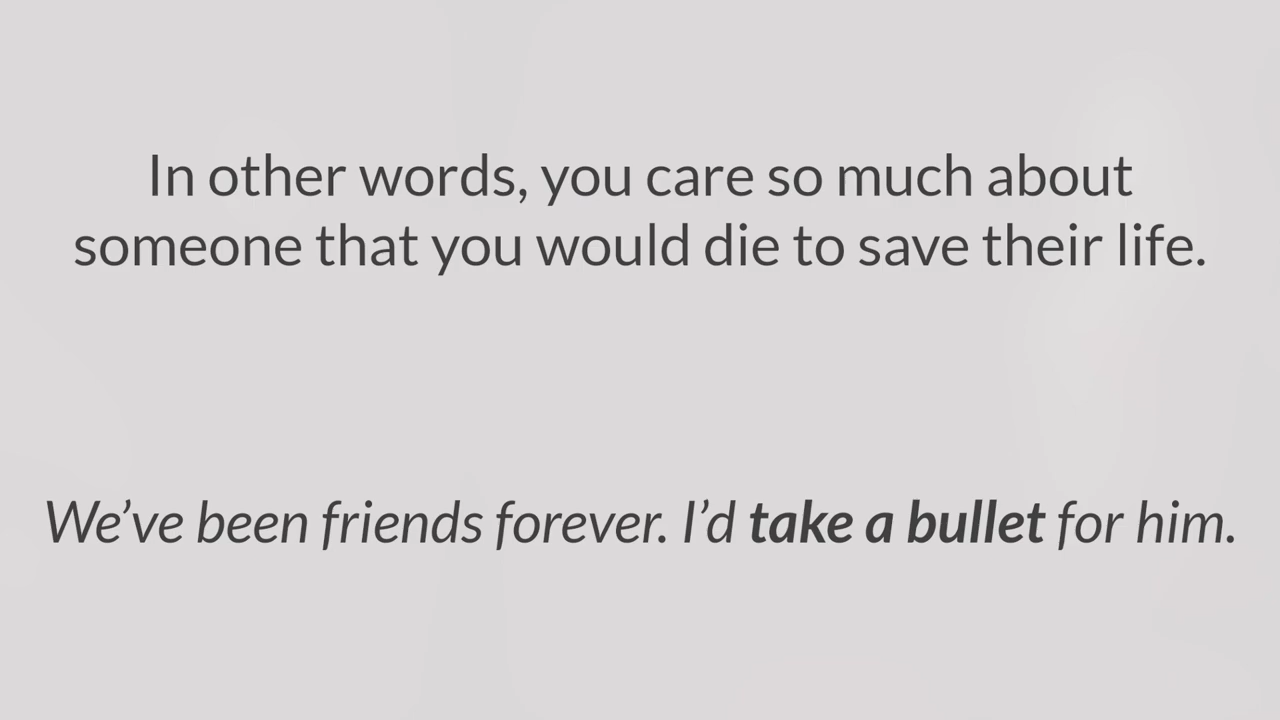 In other words, you care so much about
someone that you would die to save their life.
We’ve been friends forever. I’d take a bullet for him.